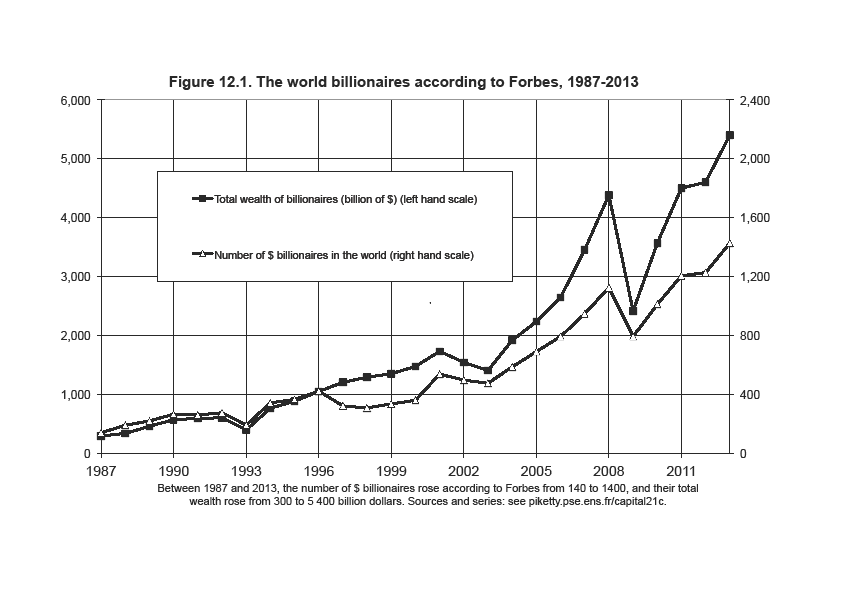 Figure 12.1. The world billionaires according to Forbes, 1987-2013
6,000
5,000
4,000
3,000
2,000
1,000
0
2,400
2,000
1,600
1,200
800
400
0
Total wealth of billionaires (billion of $) (left hand scale)
Number of $ billionaires in the world (right hand scale)
1987 1990 1993 1996 1999 2002 2005 2008 2011
Between 1987 and 2013, the number of $ billionaires rose according to Forbes from 140 to 1400, and their total
wealth rose from 300 to 5 400 billion dollars. Sources and series: see piketty.pse.ens.fr/capital21c.